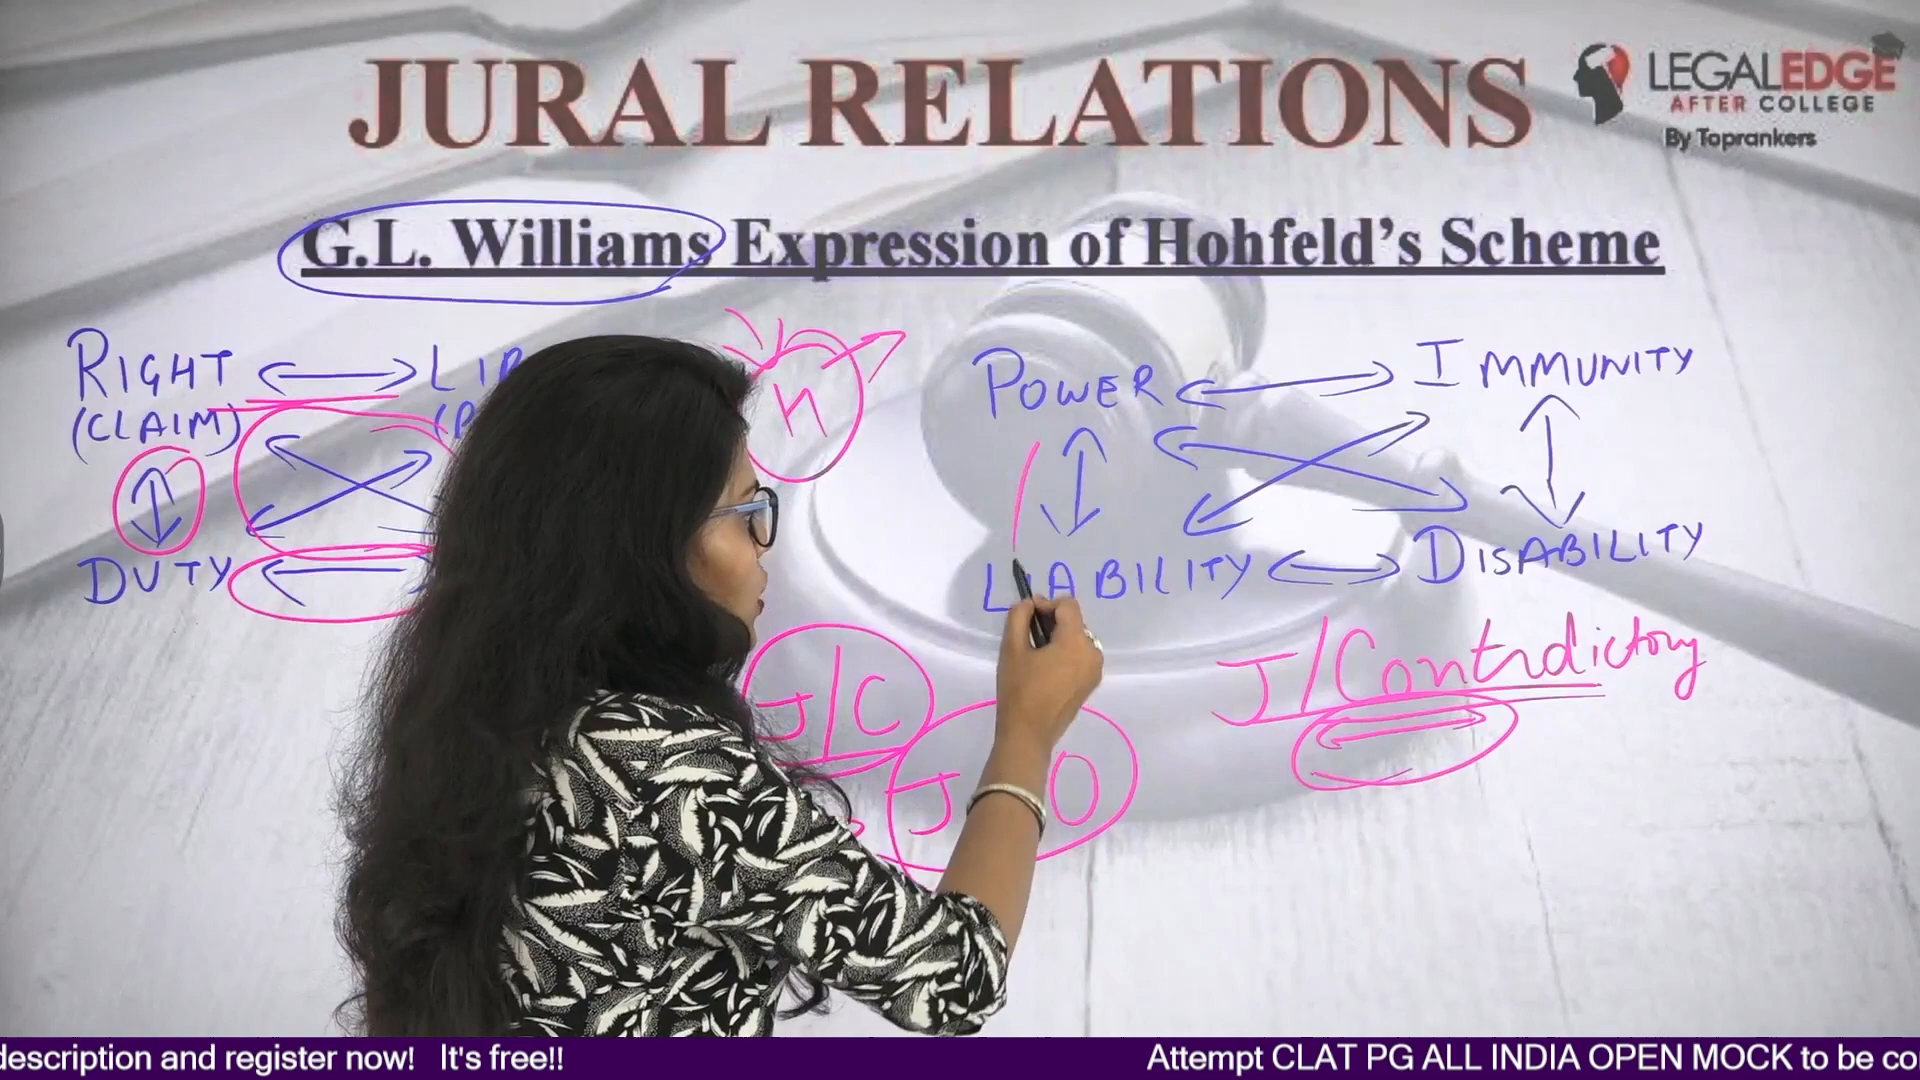 JURAL RELATIONS
LEGALEDGE
AFTER COLLEGE
By Toprankers
G.L. Williams Expression of Hohfeld's Scheme
RIGHT
(CLAIM)
DUTY
n
POWER
IMMUNITY
LIABILITY
DISABILITY
J/C
J O
J/Contradictory
description and register now! It's free!!
Attempt CLAT PG ALL INDIA OPEN MOCK to be co